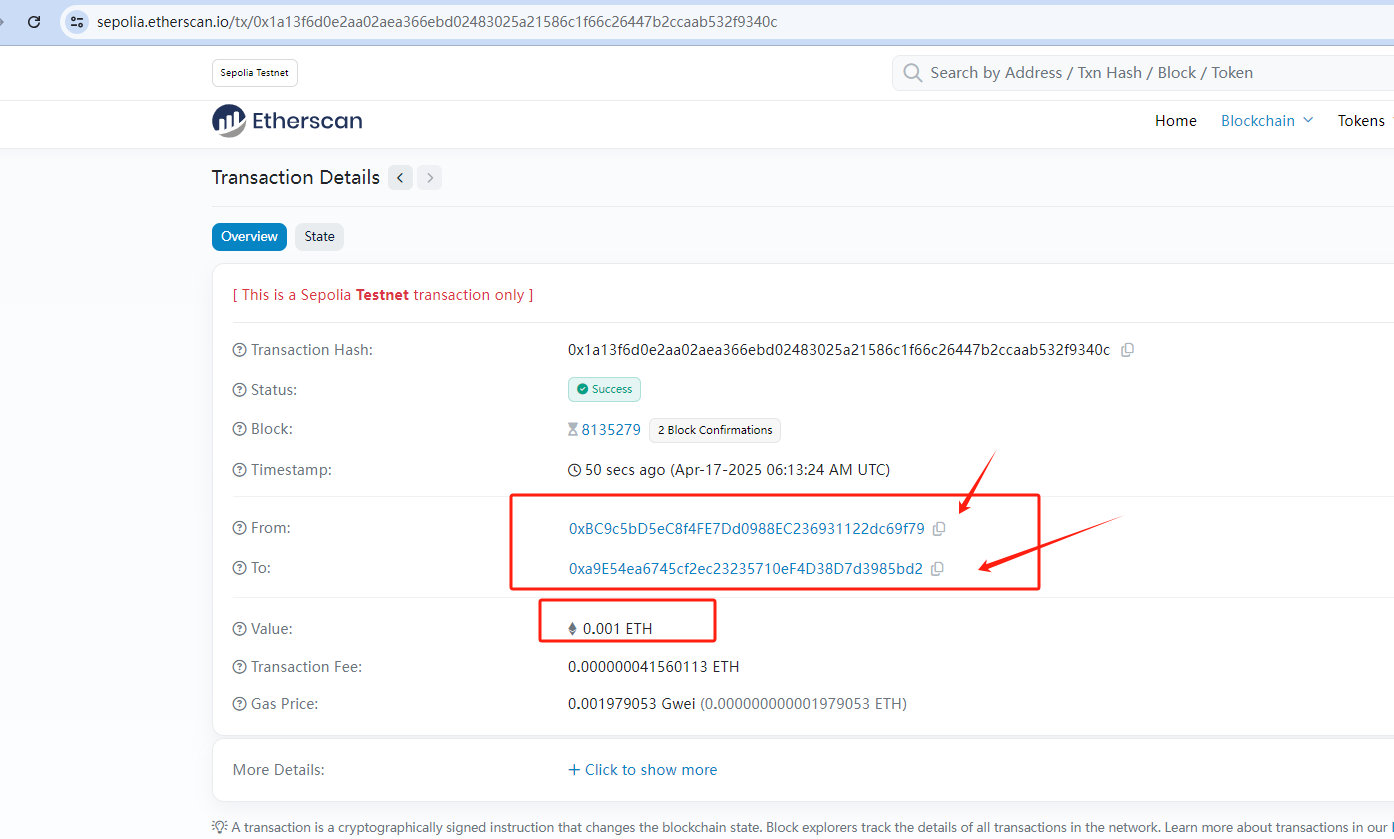 sepolia.etherscan.io/tx/0x1a13f6d0e2aa02aea366ebd02483025a21586c1f66c26447b2ccaab532f9340c
Sepolia Testnet
Search by Address / Txn Hash / Block / Token
Etherscan
Home Blockchain Tokens
Transaction Details
Overview State
[ This is a Sepolia Testnet transaction only ]
Transaction Hash: 0x1a13f6d0e2aa02aea366ebd02483025a21586c1f66c26447b2ccaab532f9340c
Status: Success
Block: 8135279 2 Block Confirmations
Timestamp: 50 secs ago (Apr-17-2025 06:13:24 AM UTC)
From: 0xBC9c5bD5eC8f4FE7Dd0988EC236931122dc69f79
To: 0xa9E54ea6745cf2ec23235710eF4D38D7d3985bd2
Value: 0.001 ETH
Transaction Fee: 0.000000041560113 ETH
Gas Price: 0.001979053 Gwei (0.000000000001979053 ETH)
More Details: + Click to show more
A transaction is a cryptographically signed instruction that changes the blockchain state. Block explorers track the details of all transactions in the network. Learn more about transactions in our